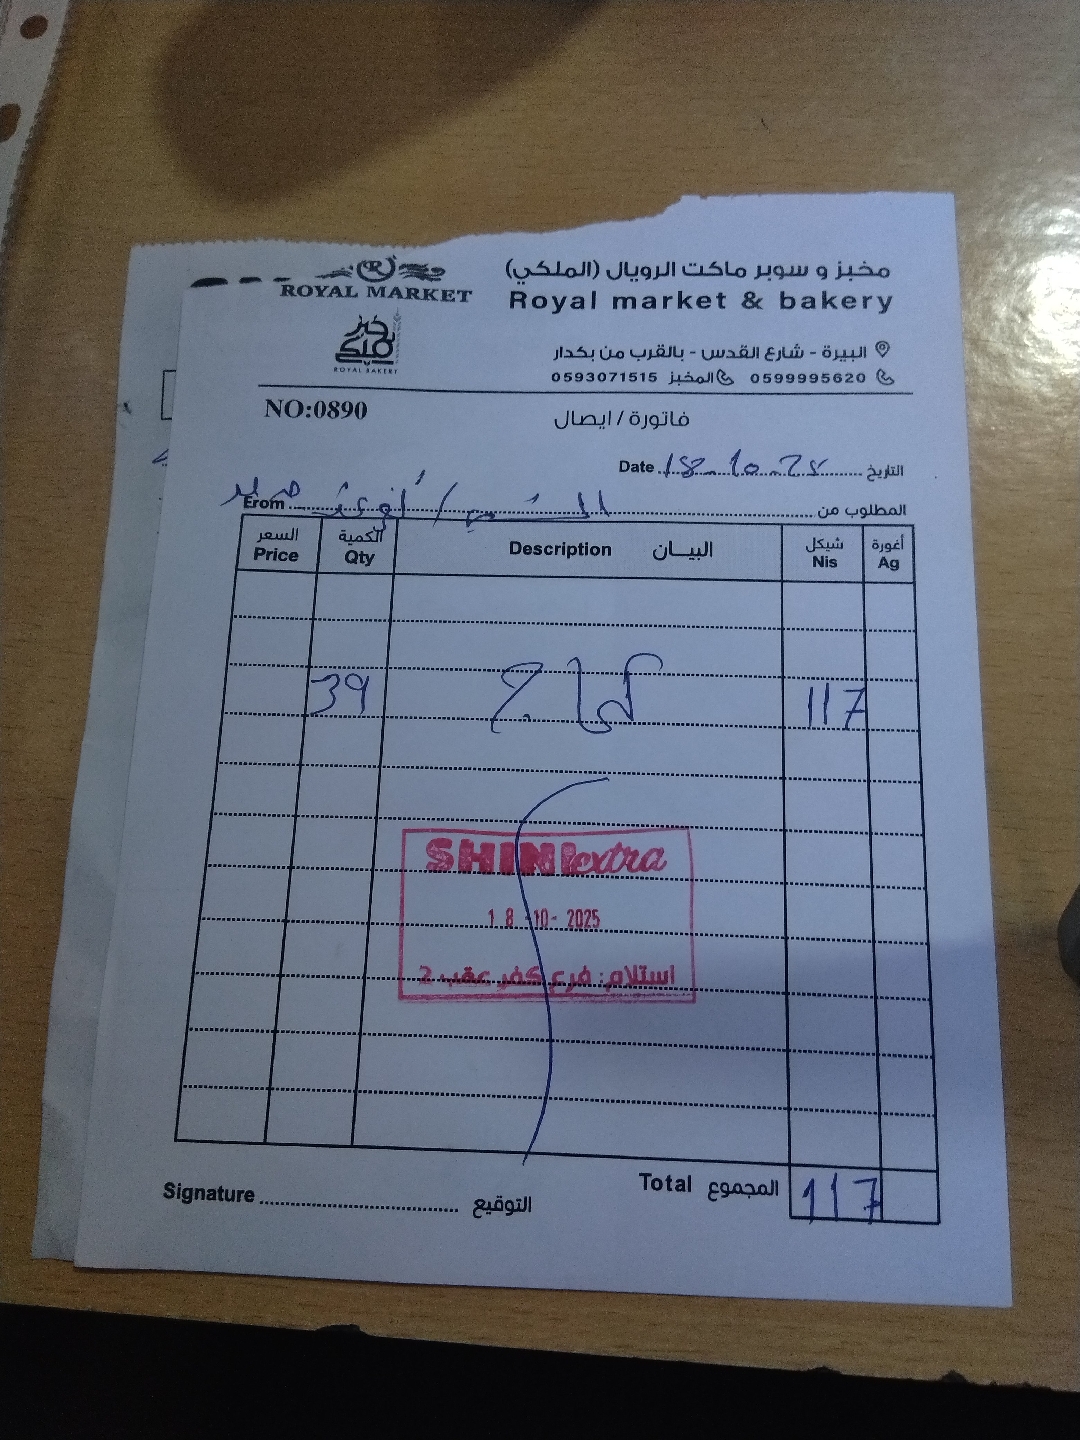 ROYAL MARKET
خبز ملكي
ROYAL BAKERY
مخبز و سوبر ماكت الرويال (الملكي)
Royal market & bakery
البيرة - شارع القدس - بالقرب من بكدار
0599995620 المخبز 0593071515
NO:0890
فاتورة / ايصال
Date 18-10-25 التاريخ
From المطلوب من
السعر الكمية البيـــان شيكل أغورة
Price Qty Description Nis Ag
39 117
SHINI extra
18-10-2025
استلام: فرع كفر عقب 2
Total المجموع 117
Signature التوقيع